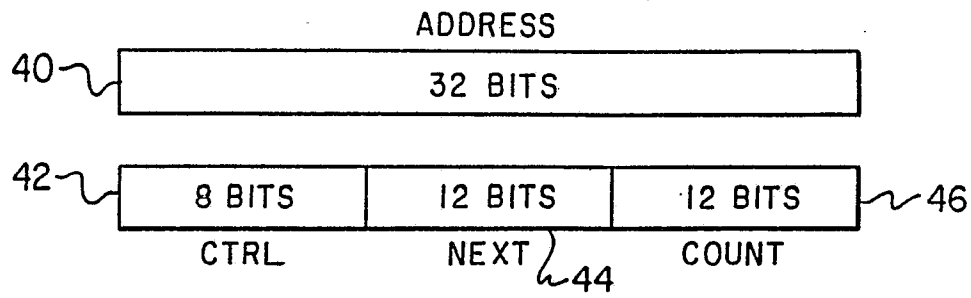 ADDRESS
40 32 BITS
42 8 BITS 12 BITS 12 BITS 46
CTRL NEXT COUNT
44